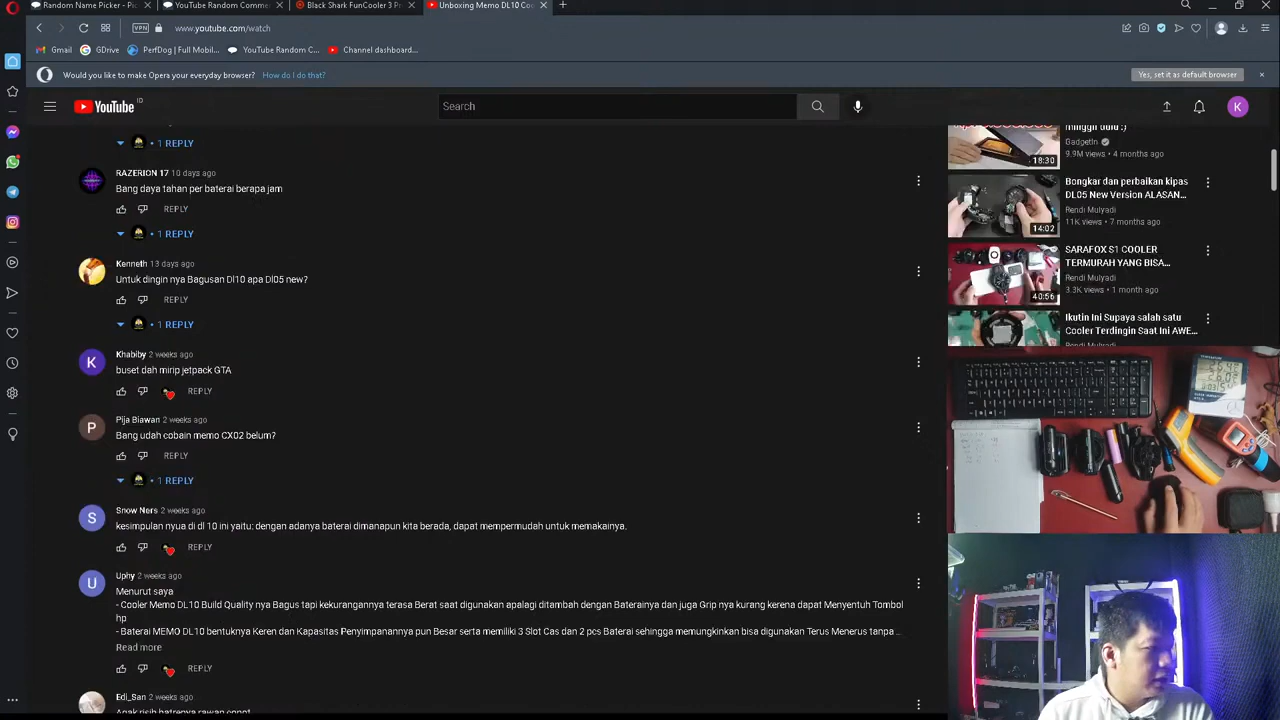 Random Name Picker - Pic
YouTube Random Comme
Black Shark FunCooler 3 Pr
Unboxing Memo DL10 Coo
VPN
www.youtube.com/watch
Gmail
GDrive
PerfDog | Full Mobil...
YouTube Random C...
Channel dashboard...
Would you like to make Opera your everyday browser?
How do I do that?
Yes, set it as default browser
YouTube ID
Search
K
1 REPLY
RAZERION 17 10 days ago
Bang daya tahan per baterai berapa jam
REPLY
1 REPLY
Kenneth 13 days ago
Untuk dingin nya Bagusan Dl10 apa Dl05 new?
REPLY
1 REPLY
K
Khabiby 2 weeks ago
buset dah mirip jetpack GTA
REPLY
P
Pija Biawan 2 weeks ago
Bang udah cobain memo CX02 belum?
REPLY
1 REPLY
S
Snow Ners 2 weeks ago
kesimpulan nyua di dl 10 ini yaitu: dengan adanya baterai dimanapun kita berada, dapat mempermudah untuk memakainya.
REPLY
U
Uphy 2 weeks ago
Menurut saya
- Cooler Memo DL10 Build Quality nya Bagus tapi kekurangannya terasa Berat saat digunakan apalagi ditambah dengan Baterainya dan juga Grip nya kurang kerena dapat Menyentuh Tombol
hp
- Baterai MEMO DL10 bentuknya Keren dan Kapasitas Penyimpanannya pun Besar serta memiliki 3 Slot Cas dan 2 pcs Baterai sehingga memungkinkan bisa digunakan Terus Menerus tanpa ...
Read more
REPLY
Edi_San 2 weeks ago
minggu dulu :)
GadgetIn
9.9M views • 4 months ago
18:30
Bongkar dan perbaikan kipas
DL05 New Version ALASAN...
Rendi Mulyadi
11K views • 7 months ago
14:02
SARAFOX S1 COOLER
TERMURAH YANG BISA...
Rendi Mulyadi
3.3K views • 1 month ago
40:56
Ikutin Ini Supaya salah satu
Cooler Terdingin Saat Ini AWE...
Rendi Mulyadi